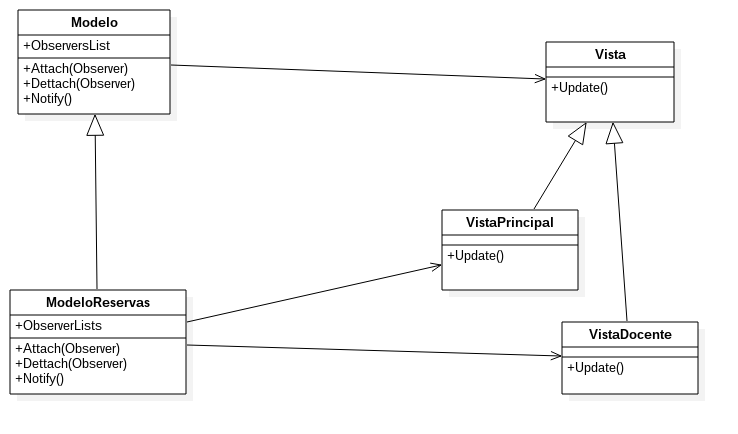 Modelo
+ObserversList
+Attach(Observer)
+Dettach(Observer)
+Notify()
Vista
+Update()
VistaPrincipal
+Update()
ModeloReservas
+ObserverLists
+Attach(Observer)
+Dettach(Observer)
+Notify()
VistaDocente
+Update()